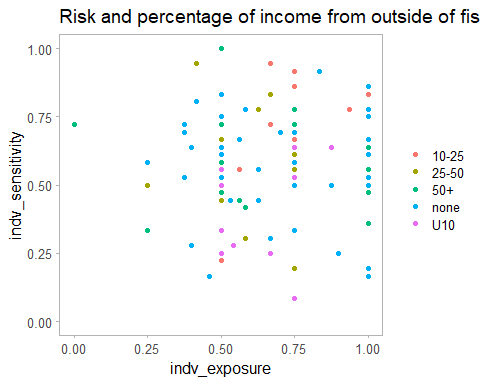 Risk and percentage of income from outside of fis
1.00
0.75
0.50
0.25
0.00
indv_sensitivity
0.00 0.25 0.50 0.75 1.00
indv_exposure
10-25
25-50
50+
none
U10